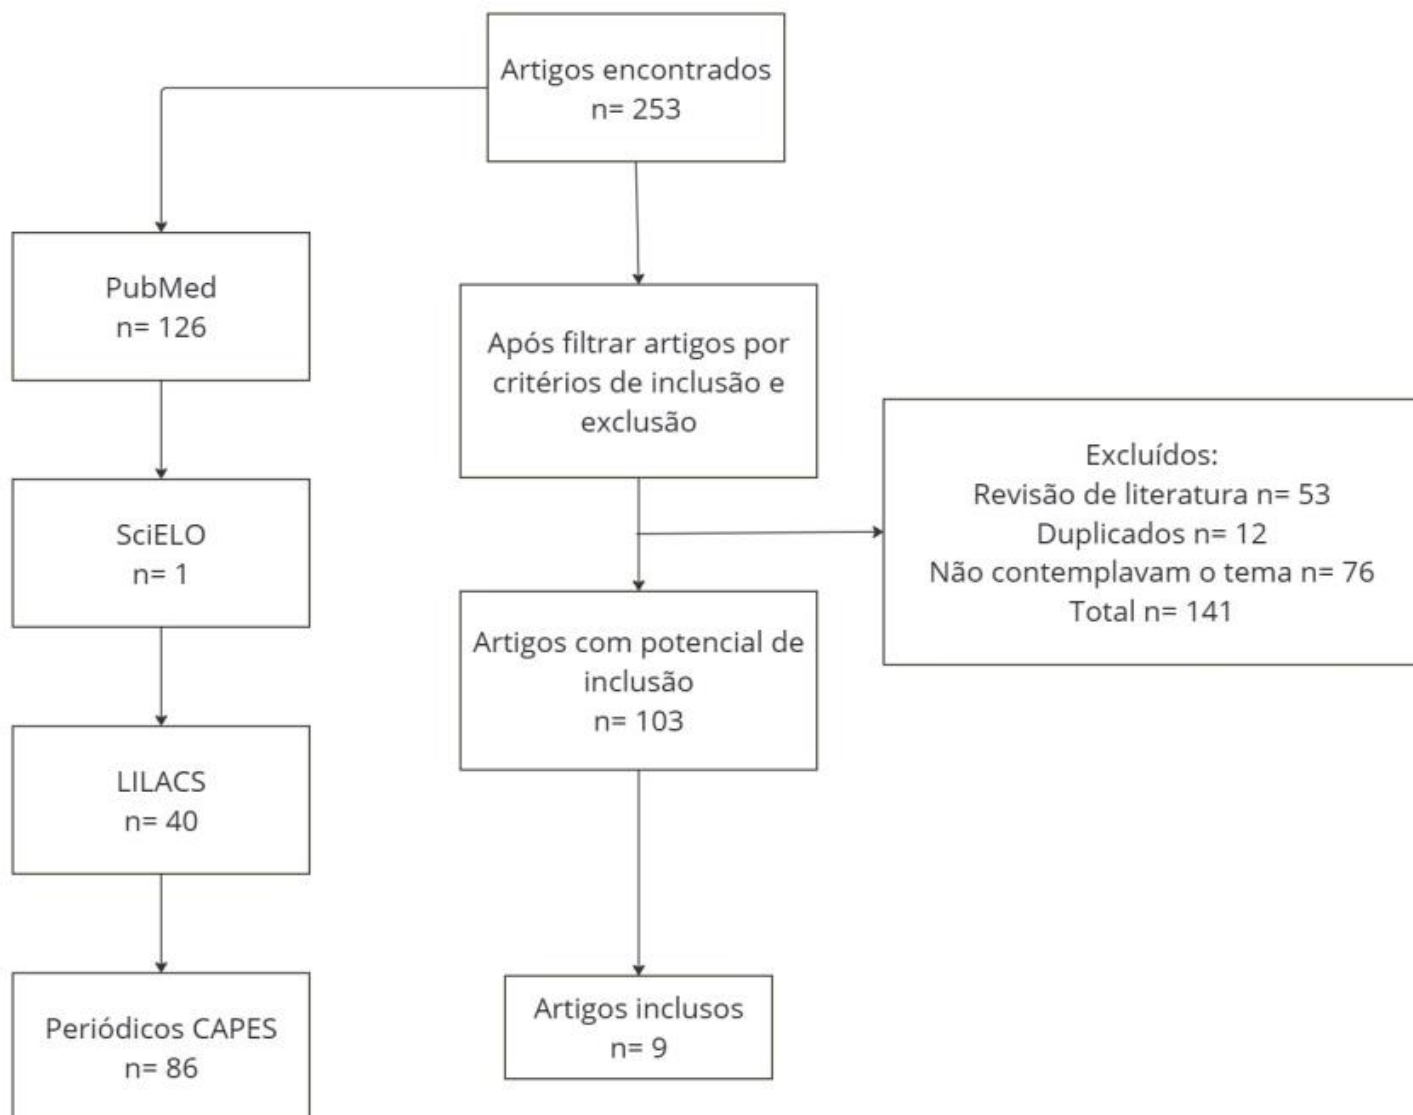 Artigos encontrados
n= 253
PubMed
n= 126
SciELO
n= 1
LILACS
n= 40
Periódicos CAPES
n= 86
Após filtrar artigos por
critérios de inclusão e
exclusão
Excluídos:
Revisão de literatura n= 53
Duplicados n= 12
Não contemplavam o tema n= 76
Total n= 141
Artigos com potencial de
inclusão
n= 103
Artigos inclusos
n= 9